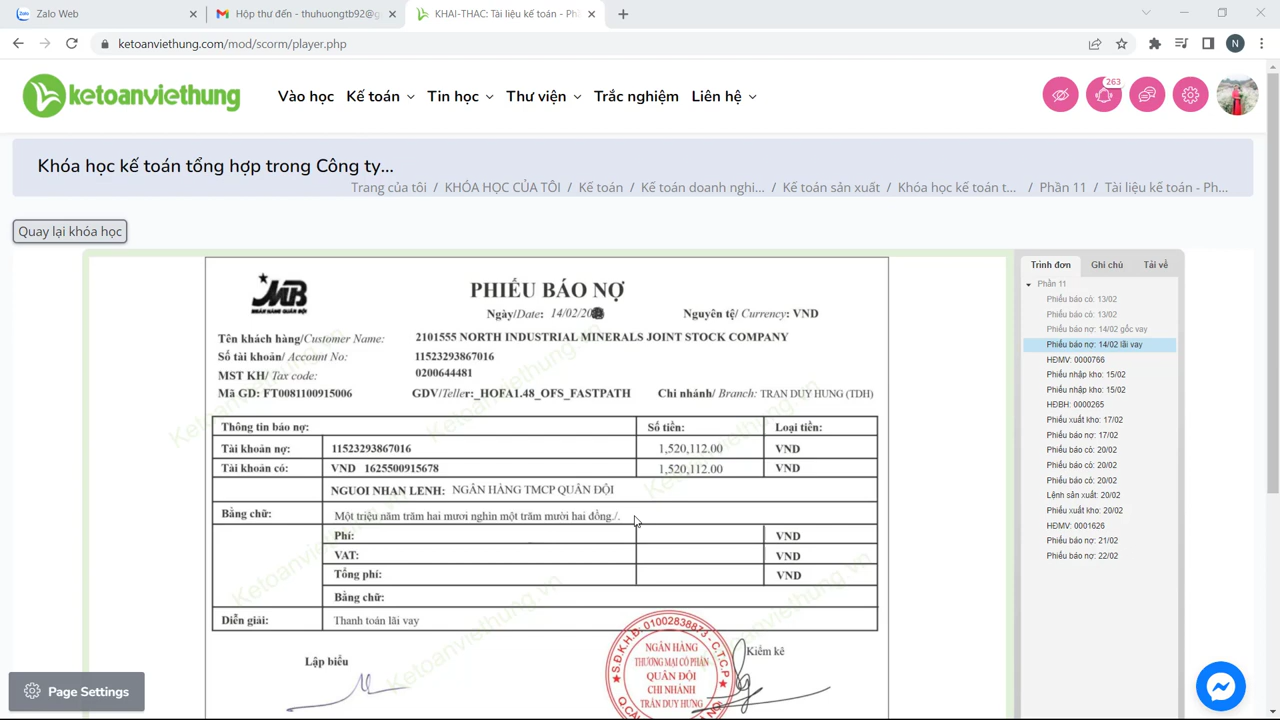 Zalo Web
Hộp thư đến - thuhuongtb92@g
KHAI-THAC: Tài liệu kế toán - Ph
ketoanviethung.com/mod/scorm/player.php
N
ketoanviethung
Vào học
Kế toán
Tin học
Thư viện
Trắc nghiệm
Liên hệ
263
Khóa học kế toán tổng hợp trong Công ty...
Trang của tôi / KHÓA HỌC CỦA TÔI / Kế toán / Kế toán doanh nghi... / Kế toán sản xuất / Khóa học kế toán t... / Phần 11 / Tài liệu kế toán - Ph...
Quay lại khóa học
MB
NGÂN HÀNG QUÂN ĐỘI
PHIẾU BÁO NỢ
Ngày/Date: 14/02/20
Nguyên tệ/ Currency: VND
Tên khách hàng/Customer Name: 2101555 NORTH INDUSTRIAL MINERALS JOINT STOCK COMPANY
Số tài khoản/ Account No: 11523293867016
MST KH/ Tax code: 0200644481
Mã GD: FT0081100915006 GDV/Teller:_HOFA1.48_OFS_FASTPATH Chi nhánh/ Branch: TRAN DUY HUNG (TDH)
Thông tin báo nợ: Số tiền: Loại tiền:
Tài khoản nợ: 11523293867016 1,520,112.00 VND
Tài khoản có: VND 1625500915678 1,520,112.00 VND
NGUOI NHAN LENH: NGÂN HÀNG TMCP QUÂN ĐỘI
Bằng chữ: Một triệu năm trăm hai mươi nghìn một trăm mười hai đồng./.
Phí: VND
VAT: VND
Tổng phí: VND
Bằng chữ:
Diễn giải: Thanh toán lãi vay
Lập biểu
Kiểm kê
S.Đ.K.H.Đ: 01002838873 - C.T.C.P
NGÂN HÀNG
THƯƠNG MẠI CỔ PHẦN
QUÂN ĐỘI
CHI NHÁNH
TRẦN DUY HƯNG
Ketoanviethung.vn
Trình đơn
Ghi chú
Tải về
Phần 11
Phiếu báo có: 13/02
Phiếu báo có: 13/02
Phiếu báo nợ: 14/02 gốc vay
Phiếu báo nợ: 14/02 lãi vay
HĐMV: 0000766
Phiếu nhập kho: 15/02
Phiếu nhập kho: 15/02
HĐBH: 0000265
Phiếu xuất kho: 17/02
Phiếu báo nợ: 17/02
Phiếu báo có: 20/02
Phiếu báo có: 20/02
Phiếu báo có: 20/02
Lệnh sản xuất: 20/02
Phiếu xuất kho: 20/02
HĐMV: 0001626
Phiếu báo nợ: 21/02
Phiếu báo nợ: 22/02
Page Settings